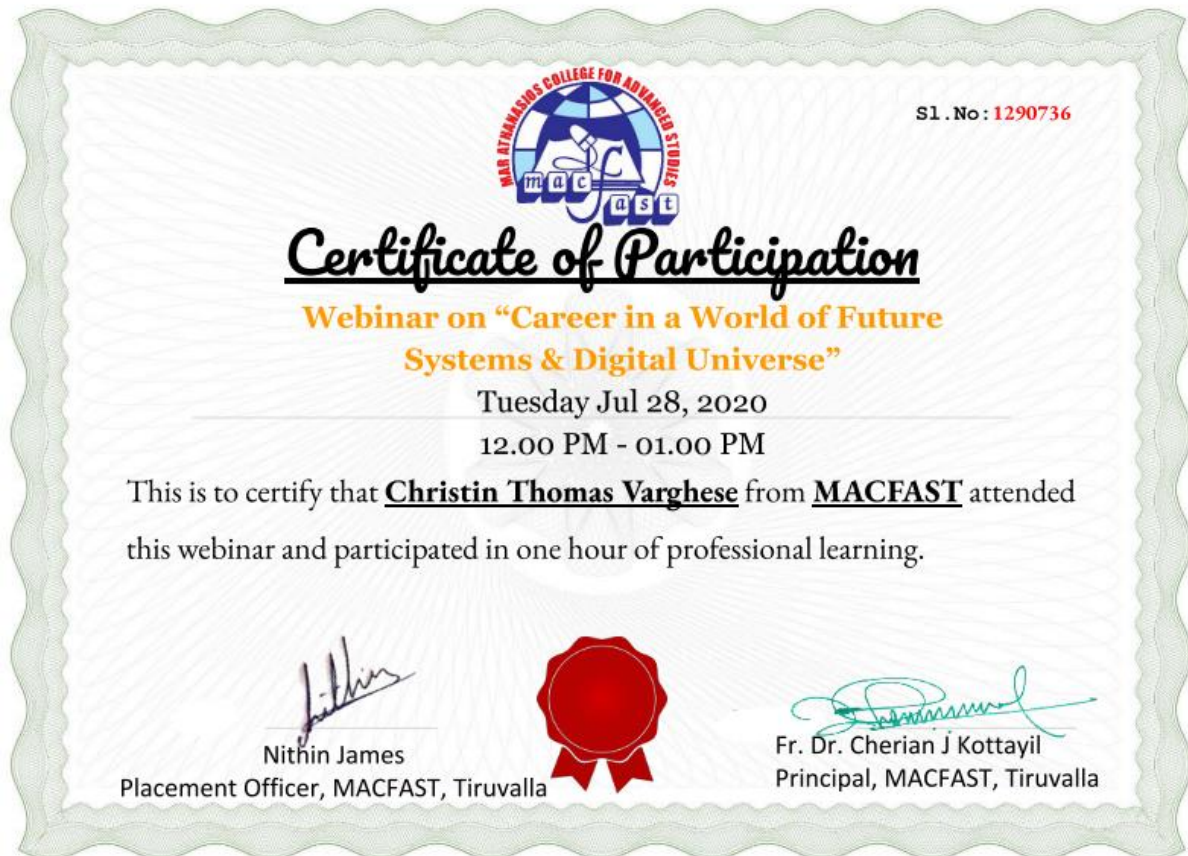 MAR ATHANASIOS COLLEGE FOR ADVANCED STUDIES
mac
f
ast
Sl.No:1290736
Certificate of Participation
Webinar on “Career in a World of Future
Systems & Digital Universe”
Tuesday Jul 28, 2020
12.00 PM - 01.00 PM
This is to certify that Christin Thomas Varghese from MACFAST attended
this webinar and participated in one hour of professional learning.
Nithin
Nithin James
Placement Officer, MACFAST, Tiruvalla
Fr. Dr. Cherian J Kottayil
Principal, MACFAST, Tiruvalla